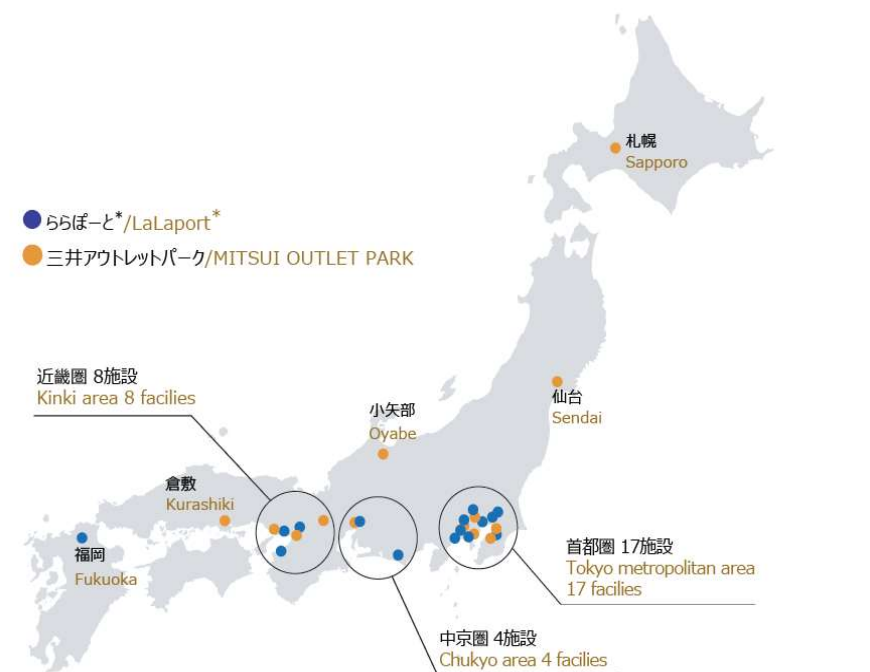 札幌
Sapporo
ららぽーと*/LaLaport*
三井アウトレットパーク/MITSUI OUTLET PARK
近畿圏 8施設
Kinki area 8 facilies
小矢部
Oyabe
仙台
Sendai
倉敷
Kurashiki
福岡
Fukuoka
首都圏 17施設
Tokyo metropolitan area
17 facilies
中京圏 4施設
Chukyo area 4 facilies